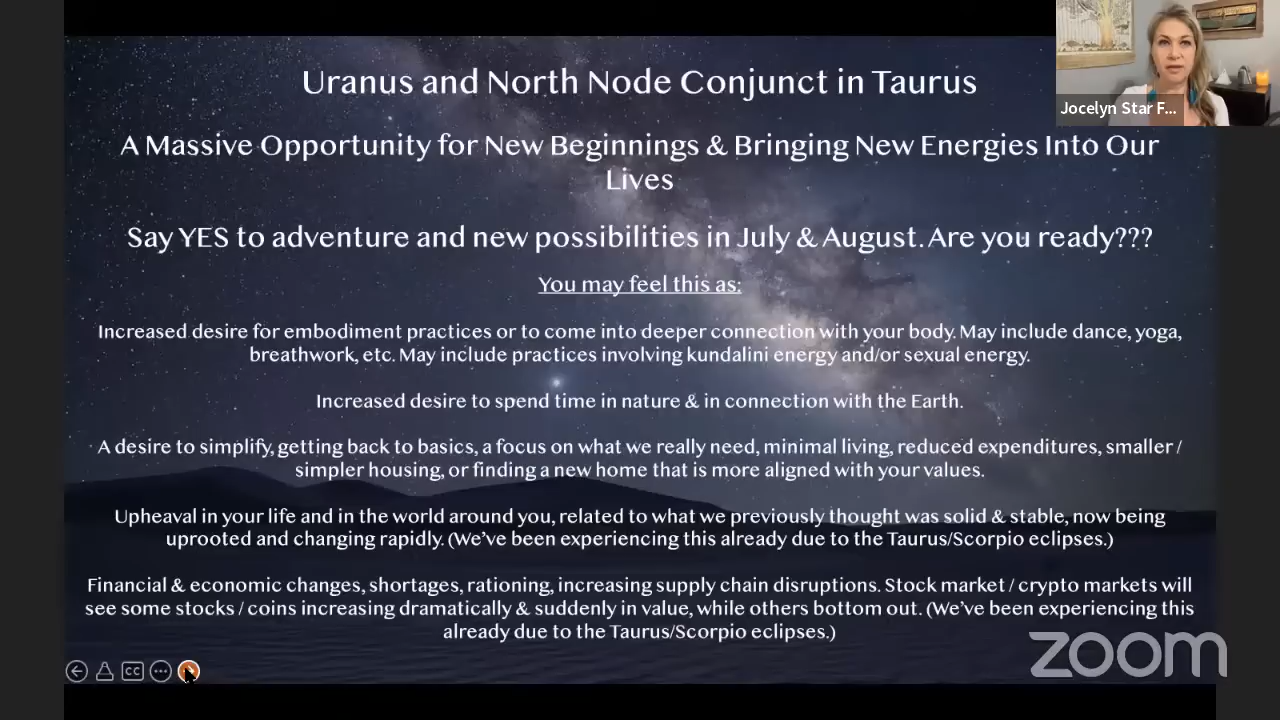 Uranus and North Node Conjunct in Taurus
Jocelyn Star F...
A Massive Opportunity for New Beginnings & Bringing New Energies Into Our
Lives
Say YES to adventure and new possibilities in July & August. Are you ready???
You may feel this as:
Increased desire for embodiment practices or to come into deeper connection with your body. May include dance, yoga,
breathwork, etc. May include practices involving kundalini energy and/or sexual energy.
Increased desire to spend time in nature & in connection with the Earth.
A desire to simplify, getting back to basics, a focus on what we really need, minimal living, reduced expenditures, smaller /
simpler housing, or finding a new home that is more aligned with your values.
Upheaval in your life and in the world around you, related to what we previously thought was solid & stable, now being
uprooted and changing rapidly. (We've been experiencing this already due to the Taurus/Scorpio eclipses.)
Financial & economic changes, shortages, rationing, increasing supply chain disruptions. Stock market / crypto markets will
see some stocks / coins increasing dramatically & suddenly in value, while others bottom out. (We've been experiencing this
already due to the Taurus/Scorpio eclipses.)
CC
zoom